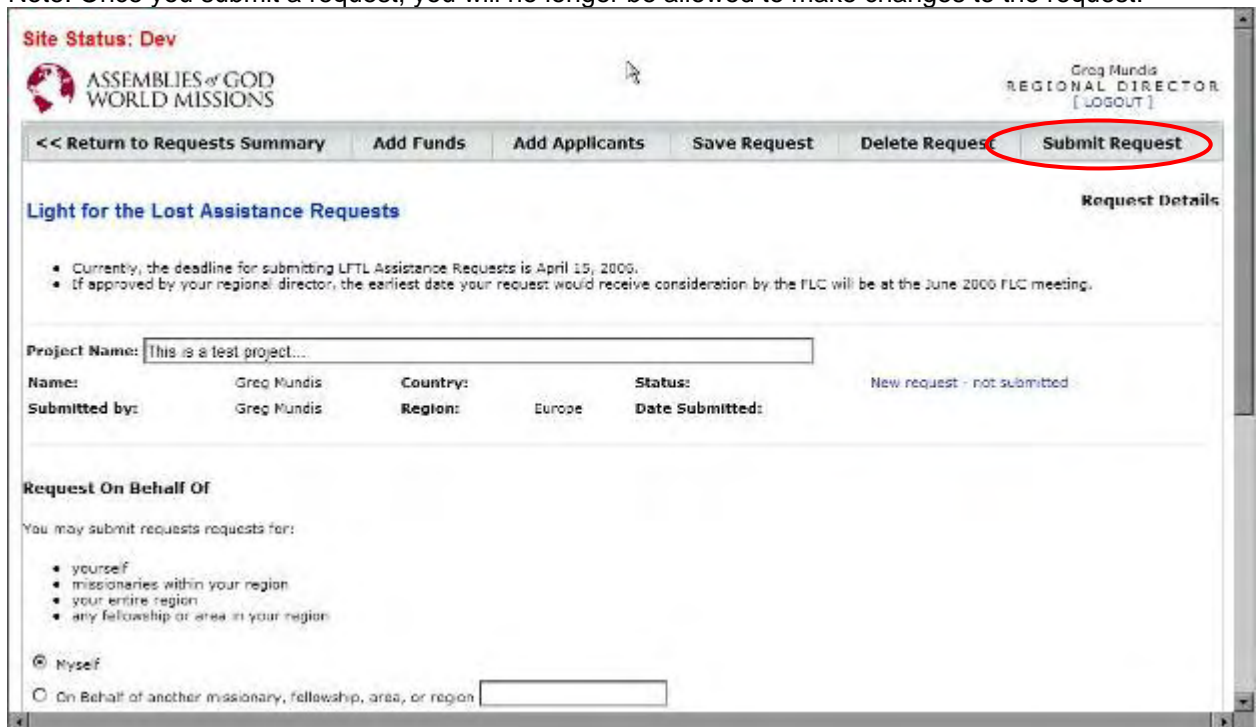 Note: Once you submit a request, you will no longer be allowed to make changes to the request.
Site Status: Dev
ASSEMBLIES of GOD
WORLD MISSIONS
Greg Mundis
REGIONAL DIRECTOR
[ LOGOUT ]
<< Return to Requests Summary Add Funds Add Applicants Save Request Delete Request Submit Request
Request Details
Light for the Lost Assistance Requests
• Currently, the deadline for submitting LFTL Assistance Requests is April 15, 2006.
• If approved by your regional director, the earliest date your request would receive consideration by the FLC will be at the June 2006 FLC meeting.
Project Name: This is a test project...
Name: Greg Mundis Country: Status: New request - not submitted
Submitted by: Greg Mundis Region: Europe Date Submitted:
Request On Behalf Of
You may submit requests requests for:
• yourself
• missionaries within your region
• your entire region
• any fellowship or area in your region
Myself
On Behalf of another missionary, fellowship, area, or region